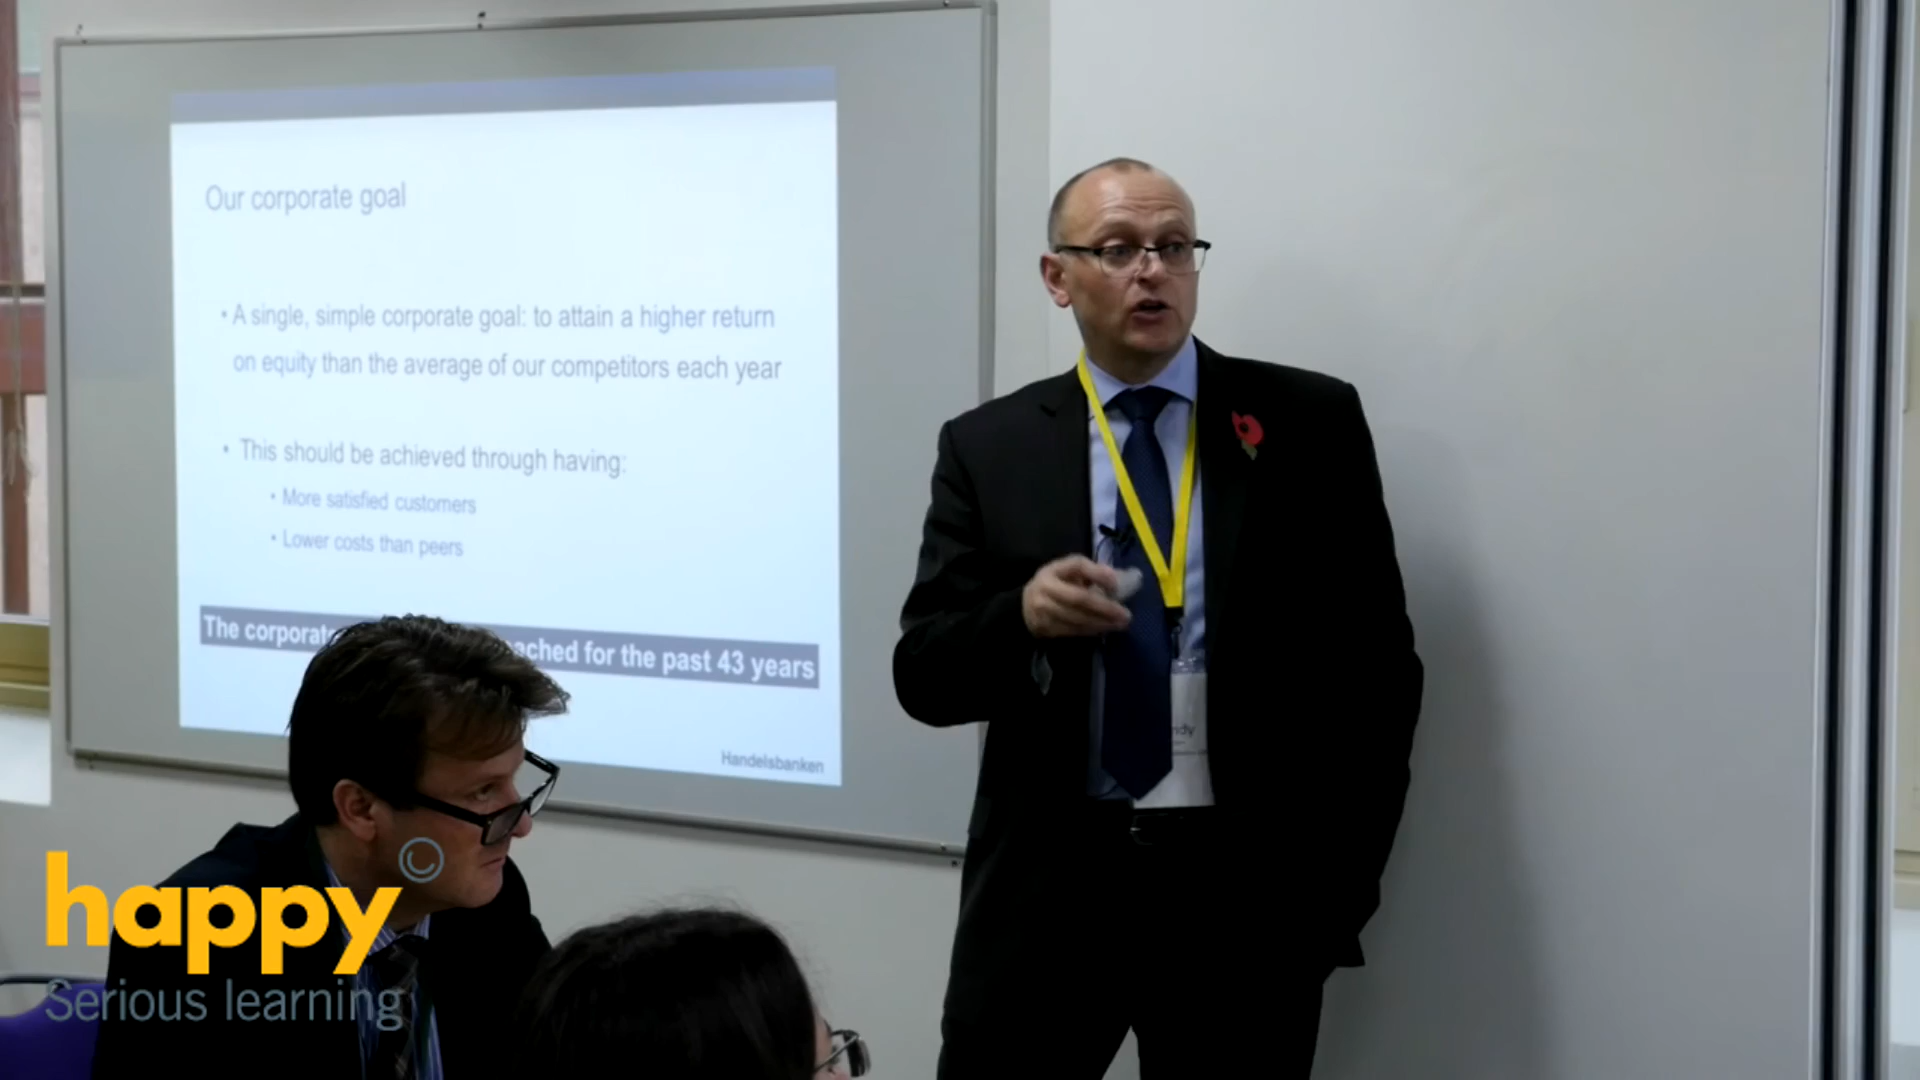 Our corporate goal
• A single, simple corporate goal: to attain a higher return
on equity than the average of our competitors each year
• This should be achieved through having:
• More satisfied customers
• Lower costs than peers
The corporate ached for the past 43 years
Handelsbanken
ndy
happy
Serious learning